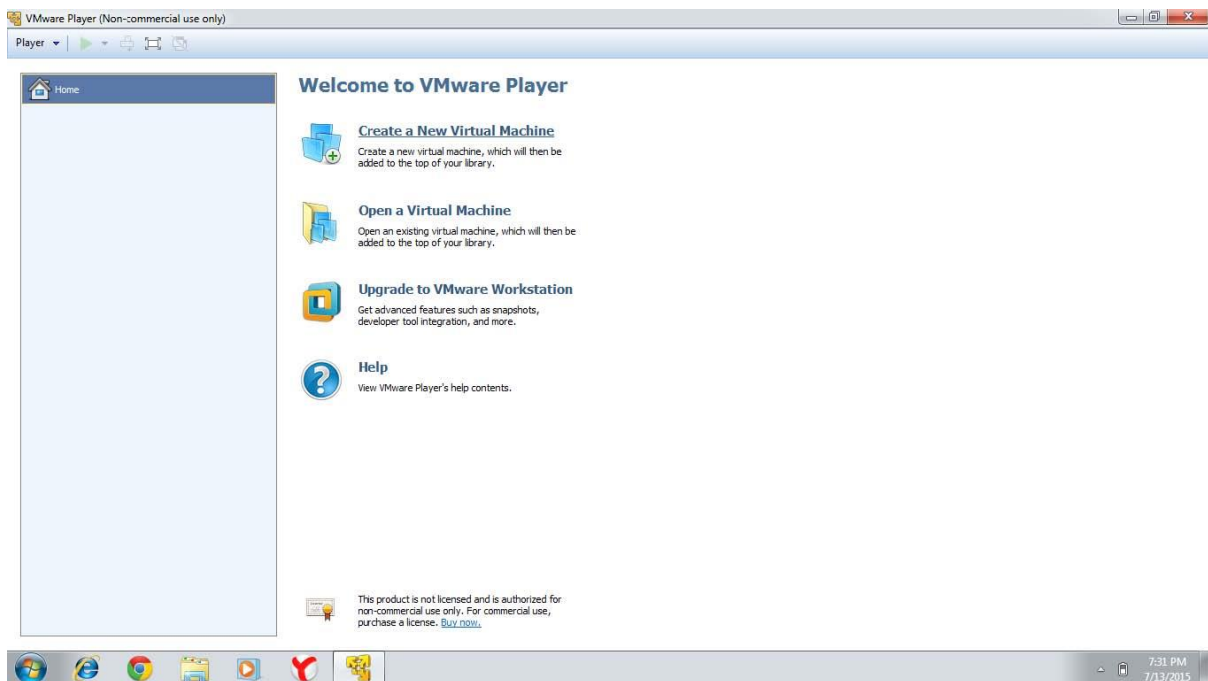 VMware Player (Non-commercial use only)
Player
Home
Welcome to VMware Player
Create a New Virtual Machine
Create a new virtual machine, which will then be
added to the top of your library.
Open a Virtual Machine
Open an existing virtual machine, which will then be
added to the top of your library.
Upgrade to VMware Workstation
Get advanced features such as snapshots,
developer tool integration, and more.
Help
View VMware Player's help contents.
This product is not licensed and is authorized for
non-commercial use only. For commercial use,
purchase a license. Buy now.
7:31 PM
7/13/2015